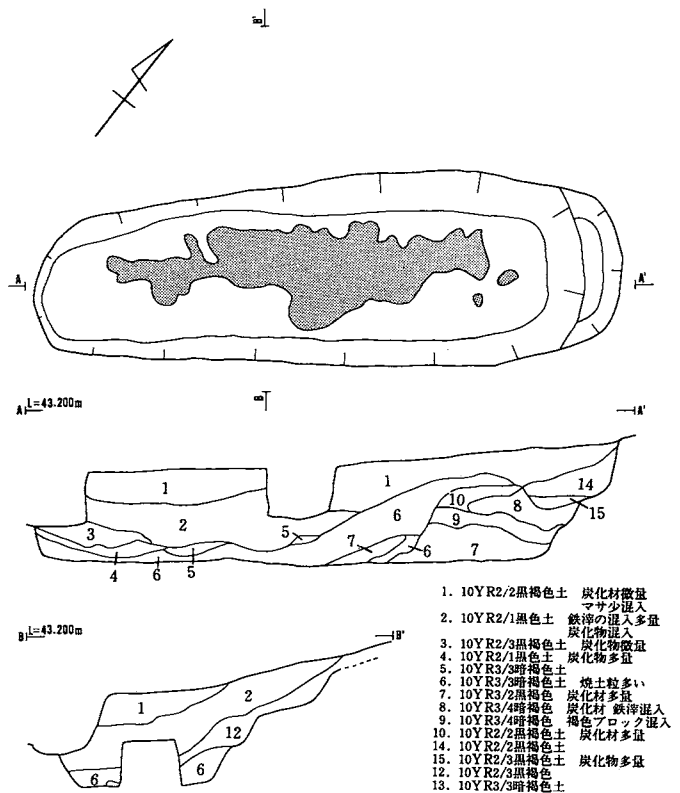 B'
A
A'
B
A L=43.200m
A'
1
1
2
3
4
6
5
5
6
7
6
7
10
8
9
14
15
B L=43.200m
B'
1
2
12
6
6
1. 10YR2/2黒褐色土 炭化材微量
マサ少混入
2. 10YR2/1黒色土 鉄滓の混入多量
炭化物混入
3. 10YR2/3黒褐色土 炭化物微量
4. 10YR2/1黒色土 炭化物多量
5. 10YR3/3暗褐色土
6. 10YR3/3暗褐色土 焼土粒多い
7. 10YR3/2黒褐色 炭化材多量
8. 10YR3/4暗褐色 炭化材 鉄滓混入
9. 10YR3/4暗褐色 褐色ブロック混入
10. 10YR2/2黒褐色土 炭化材多量
14. 10YR2/2黒褐色土
15. 10YR2/3黒褐色土 炭化物多量
12. 10YR2/3黒褐色
13. 10YR3/3暗褐色土